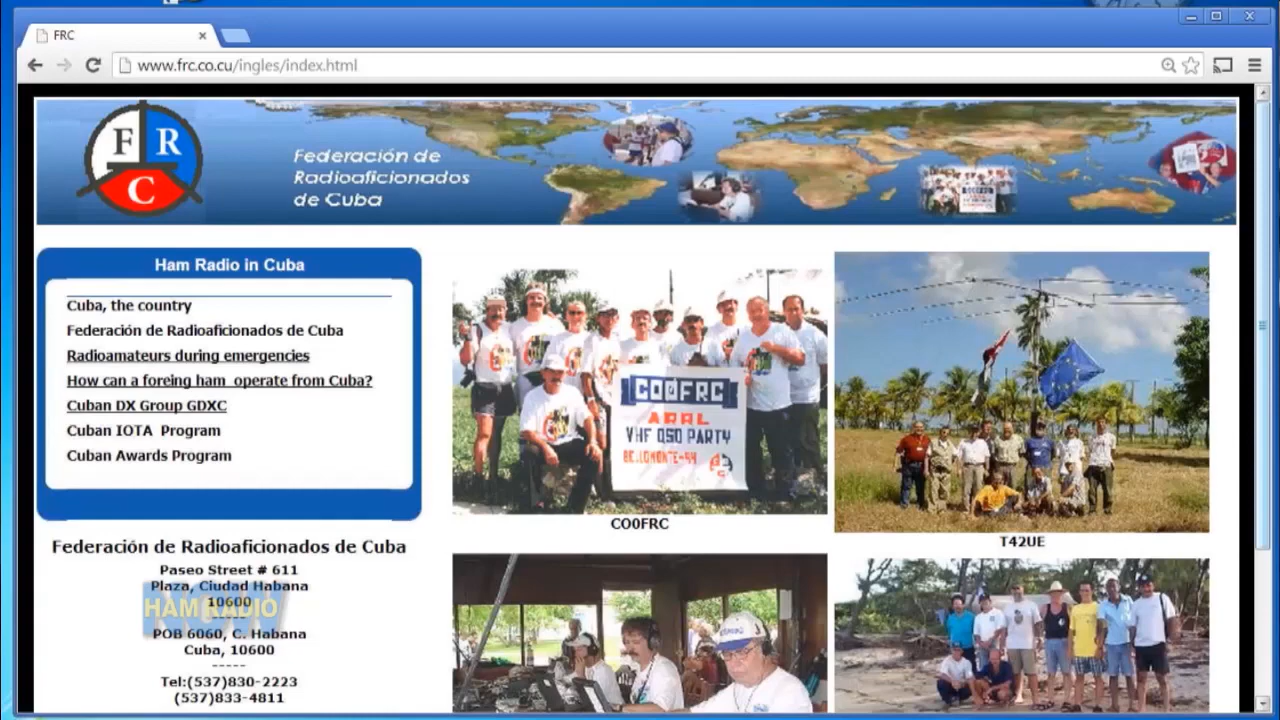 FRC
www.frc.co.cu/ingles/index.html
F R
C
Federación de
Radioaficionados
de Cuba
Ham Radio in Cuba
Cuba, the country
Federación de Radioaficionados de Cuba
Radioamateurs during emergencies
How can a foreing ham operate from Cuba?
Cuban DX Group GDXC
Cuban IOTA Program
Cuban Awards Program
Federación de Radioaficionados de Cuba
Paseo Street # 611
Plaza, Ciudad Habana
10600
-----
HAM RADIO
POB 6060, C. Habana
Cuba, 10600
-----
Tel:(537)830-2223
(537)833-4811
CO0FRC
ARRL
VHF QSO PARTY
CO0FRC
T42UE